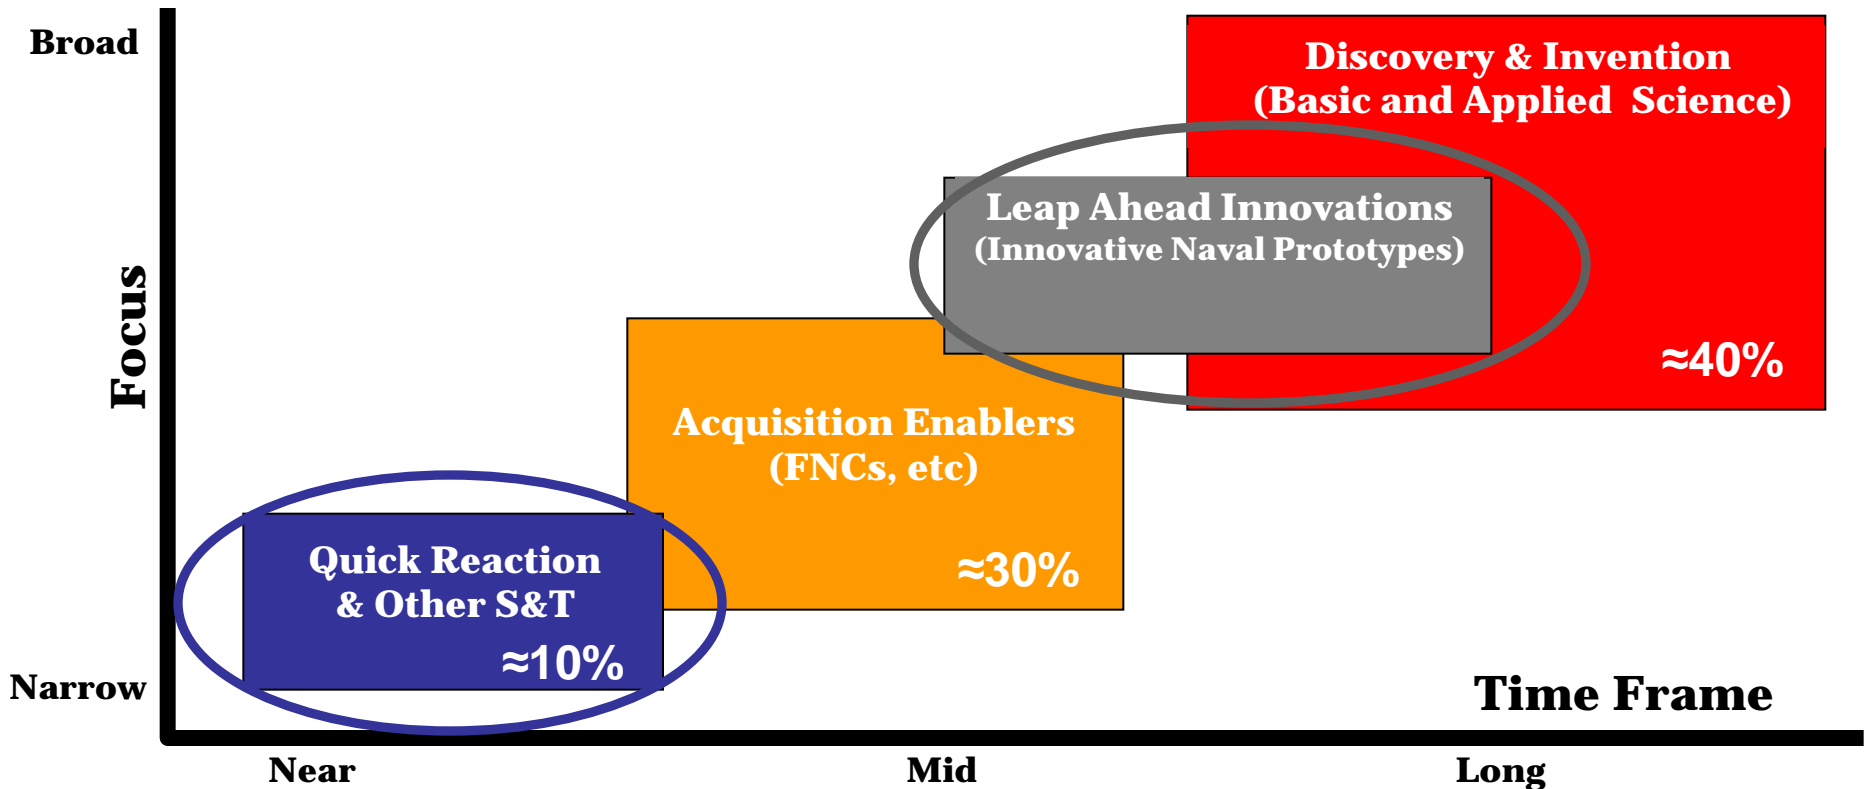 Broad
Discovery & Invention
(Basic and Applied Science)
Leap Ahead Innovations
(Innovative Naval Prototypes)
Focus
≈40%
Acquisition Enablers
(FNCs, etc)
≈30%
Quick Reaction
& Other S&T
≈10%
Narrow
Time Frame
Near
Mid
Long